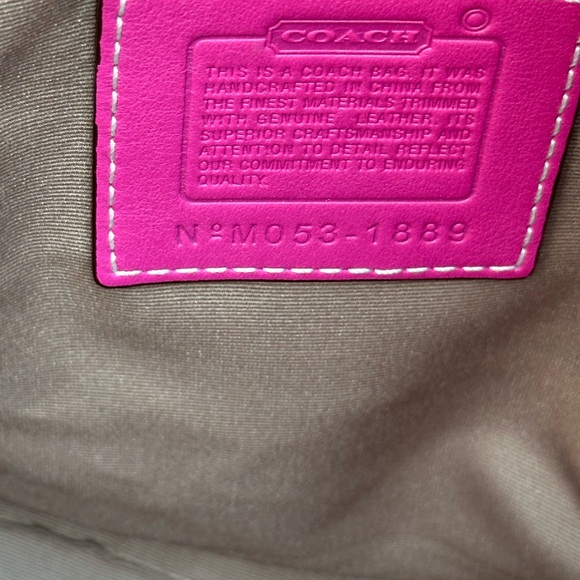 COACH
THIS IS A COACH BAG. IT WAS
HANDCRAFTED IN CHINA FROM
THE FINEST MATERIALS TRIMMED
WITH GENUINE LEATHER. ITS
SUPERIOR CRAFTSMANSHIP AND
ATTENTION TO DETAIL REFLECT
OUR COMMITMENT TO ENDURING
QUALITY.
Nº M053-1889